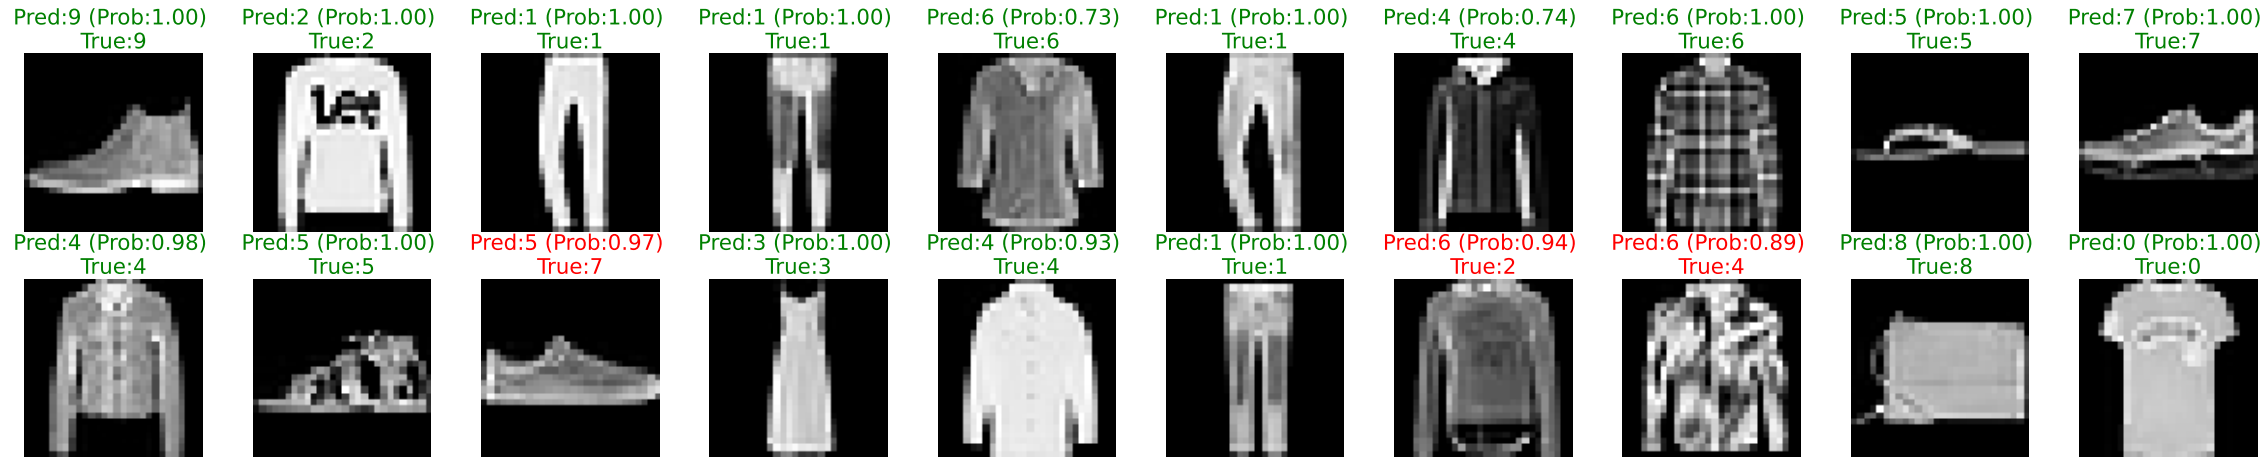 Pred:9 (Prob:1.00) Pred:2 (Prob:1.00) Pred:1 (Prob:1.00) Pred:1 (Prob:1.00) Pred:6 (Prob:0.73) Pred:1 (Prob:1.00) Pred:4 (Prob:0.74) Pred:6 (Prob:1.00) Pred:5 (Prob:1.00) Pred:7 (Prob:1.00)
True:9 True:2 True:1 True:1 True:6 True:1 True:4 True:6 True:5 True:7
Lee
Pred:4 (Prob:0.98) Pred:5 (Prob:1.00) Pred:5 (Prob:0.97) Pred:3 (Prob:1.00) Pred:4 (Prob:0.93) Pred:1 (Prob:1.00) Pred:6 (Prob:0.94) Pred:6 (Prob:0.89) Pred:8 (Prob:1.00) Pred:0 (Prob:1.00)
True:4 True:5 True:7 True:3 True:4 True:1 True:2 True:4 True:8 True:0